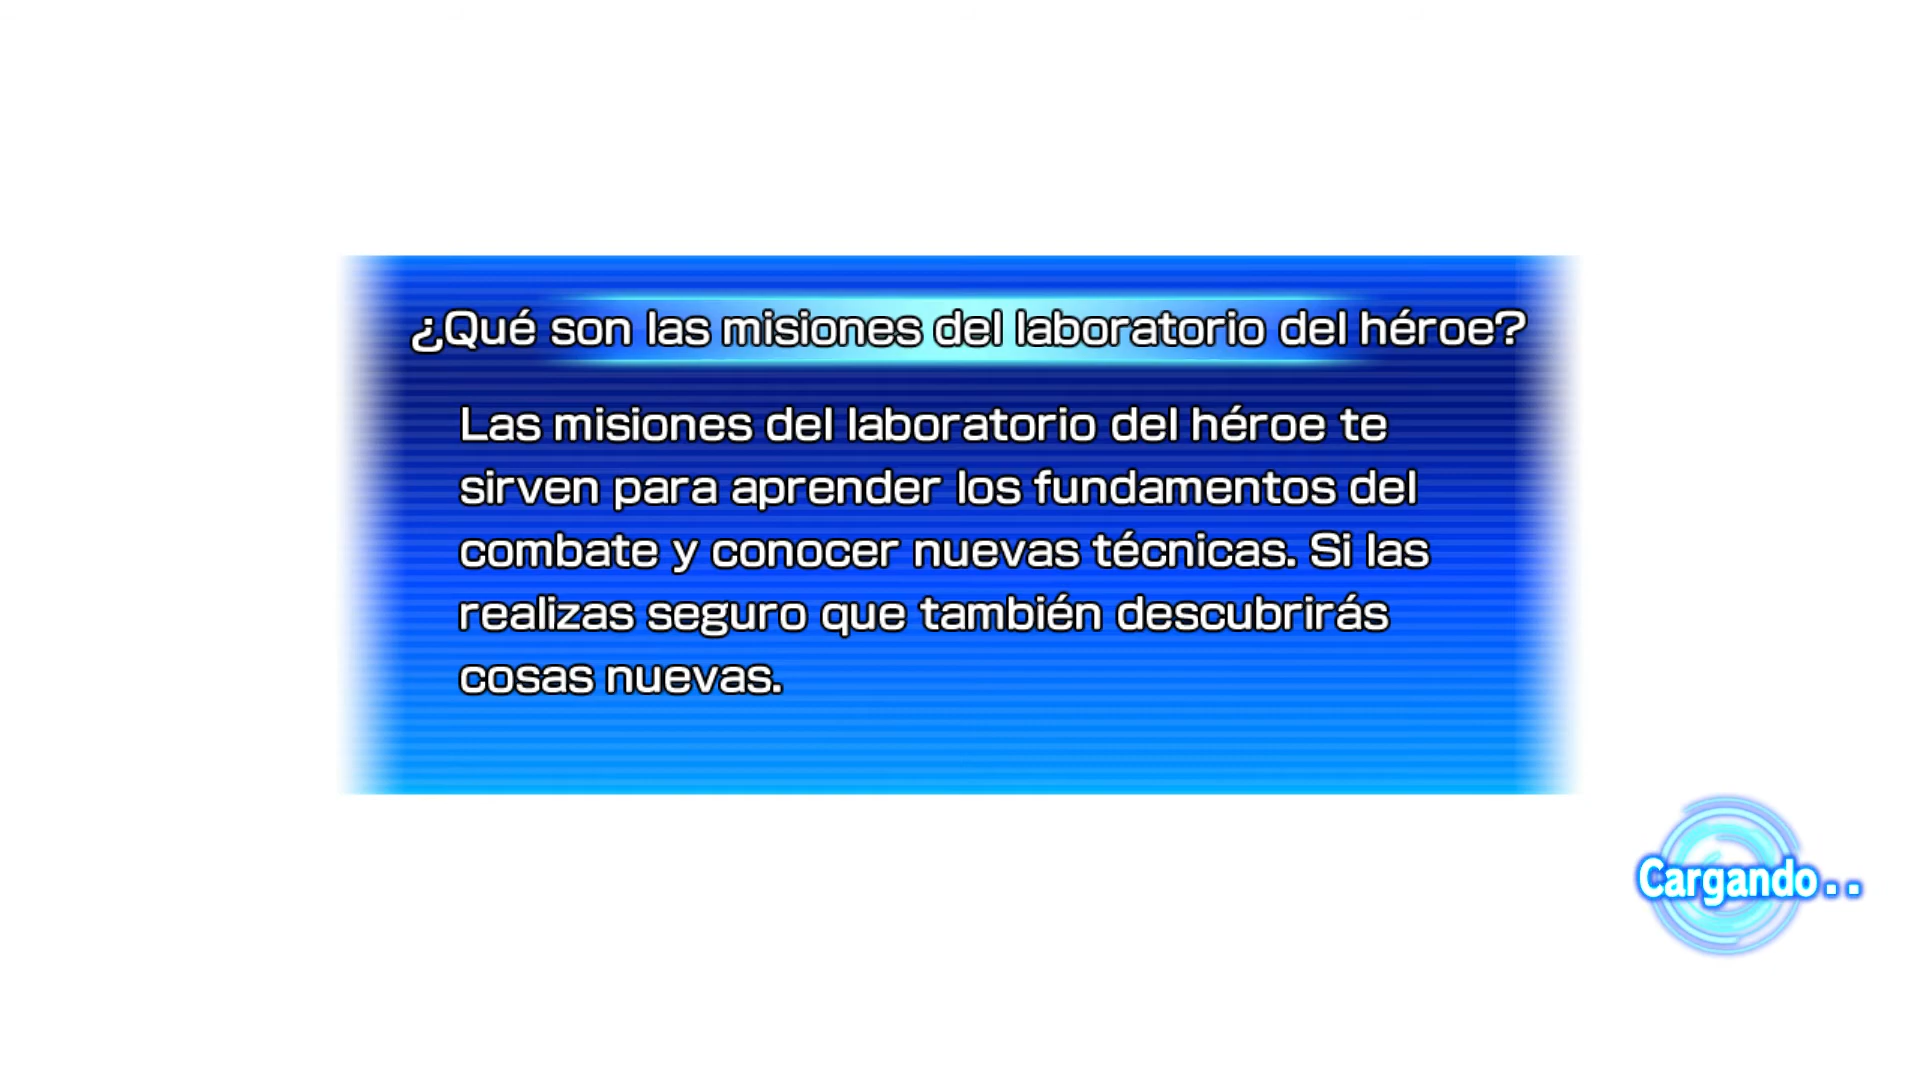 ¿Qué son las misiones del laboratorio del héroe?
Las misiones del laboratorio del héroe te
sirven para aprender los fundamentos del
combate y conocer nuevas técnicas. Si las
realizas seguro que también descubrirás
cosas nuevas.
Cargando..